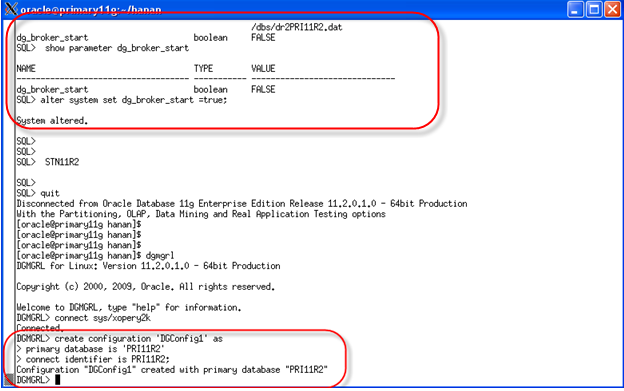 oracle@primary11g:~/hanan
/dbs/dr2PRI11R2.dat
dg_broker_start boolean FALSE
SQL> show parameter dg_broker_start
NAME TYPE VALUE
------------------------------------ ----------- ------------------------------
dg_broker_start boolean FALSE
SQL> alter system set dg_broker_start =true;
System altered.
SQL>
SQL>
SQL> STN11R2
SQL>
SQL> quit
Disconnected from Oracle Database 11g Enterprise Edition Release 11.2.0.1.0 - 64bit Production
With the Partitioning, OLAP, Data Mining and Real Application Testing options
[oracle@primary11g hanan]$
[oracle@primary11g hanan]$
[oracle@primary11g hanan]$
[oracle@primary11g hanan]$ dgmgrl
DGMGRL for Linux: Version 11.2.0.1.0 - 64bit Production
Copyright (c) 2000, 2009, Oracle. All rights reserved.
Welcome to DGMGRL, type "help" for information.
DGMGRL> connect sys/xopery2k
Connected.
DGMGRL> create configuration 'DGConfig1' as
> primary database is 'PRI11R2'
> connect identifier is PRI11R2;
Configuration "DGConfig1" created with primary database "PRI11R2"
DGMGRL>